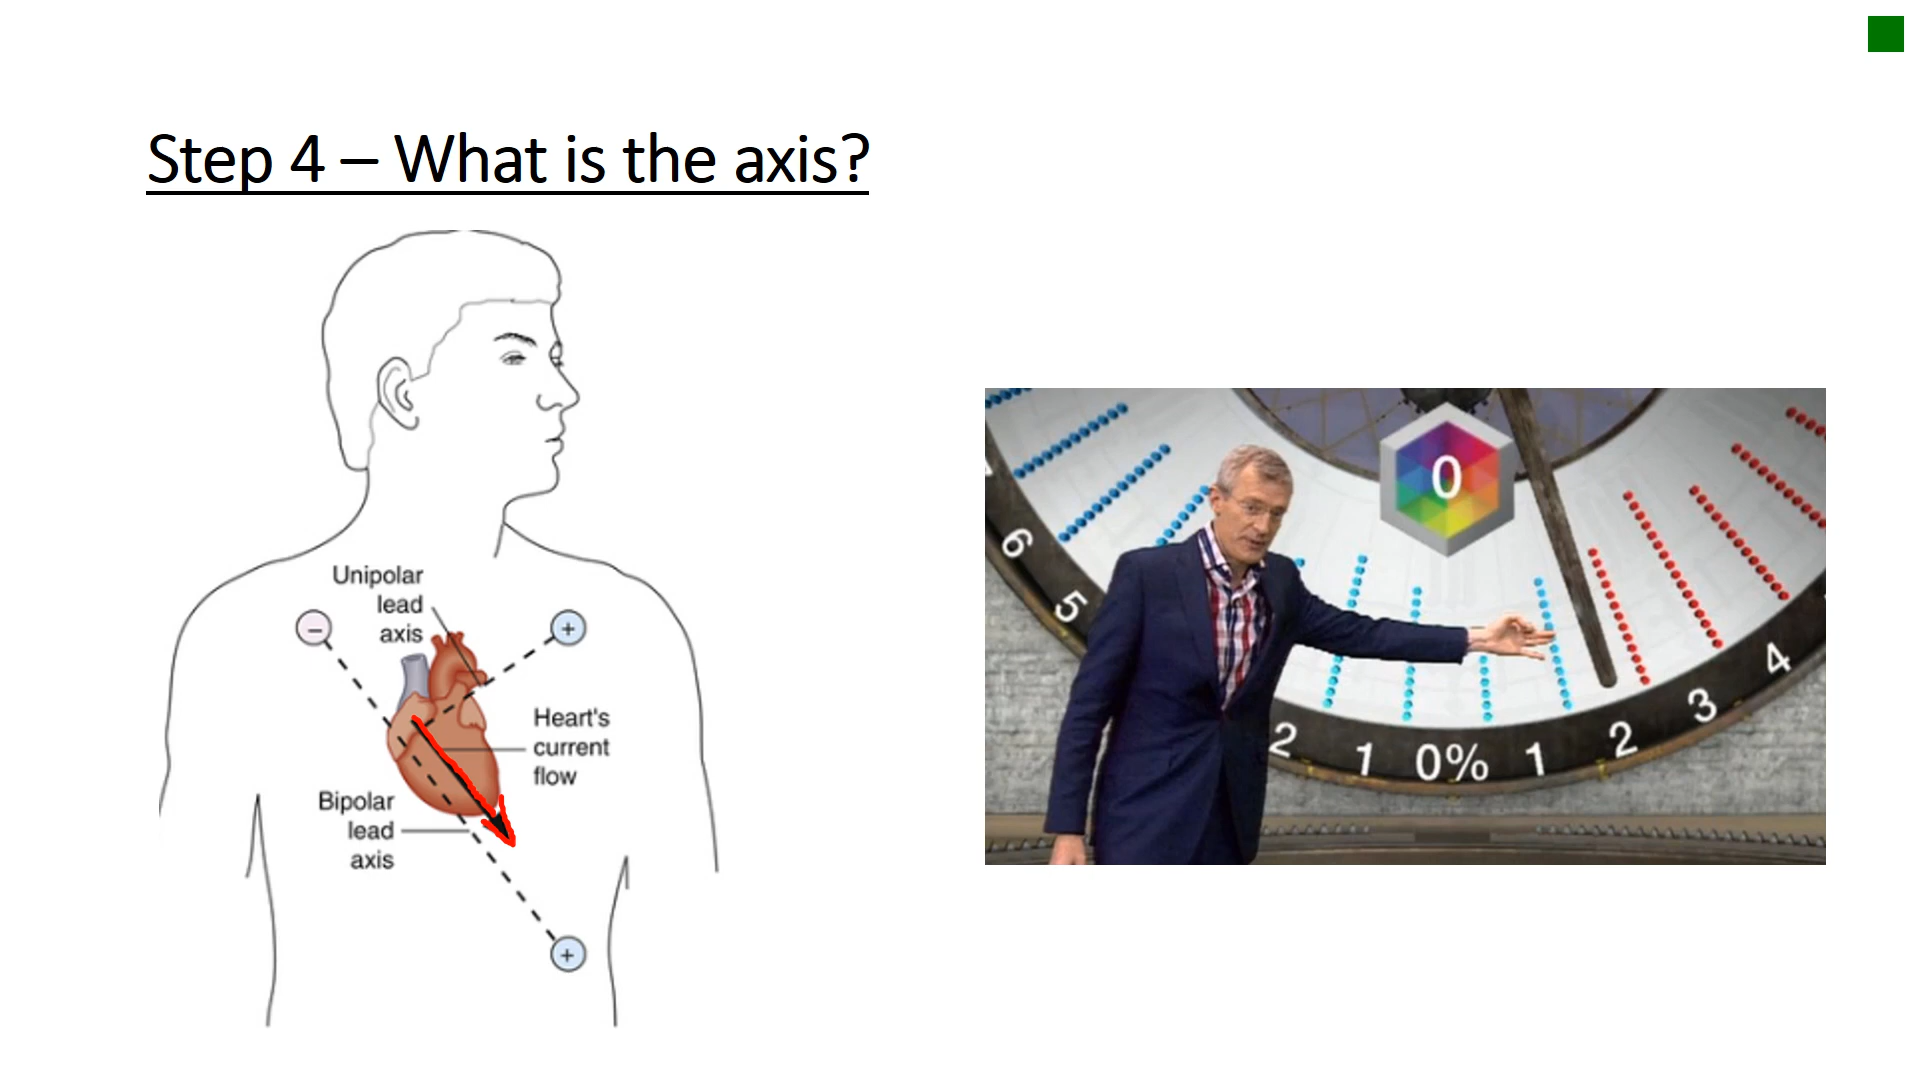 Step 4 – What is the axis?
Unipolar
lead
axis
−
+
Heart's
current
flow
Bipolar
lead
axis
+
0
6
5
2
1
0%
1
2
3
4